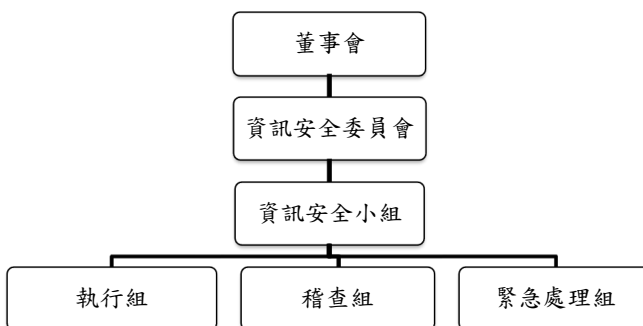 董事會
資訊安全委員會
資訊安全小組
執行組
稽查組
緊急處理組